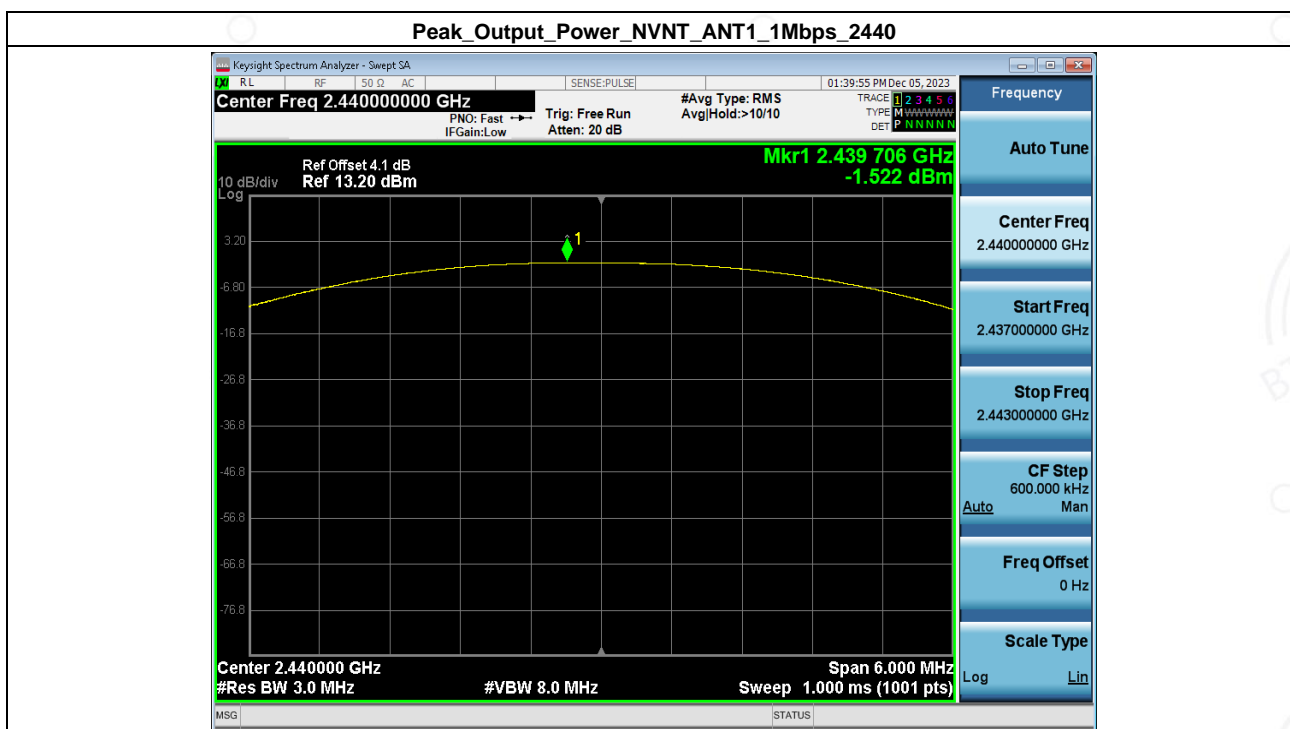 Peak_Output_Power_NVNT_ANT1_1Mbps_2440
Keysight Spectrum Analyzer - Swept SA
LXI RL RF 50 Ω AC SENSE:PULSE 01:39:55 PM Dec 05, 2023
Center Freq 2.440000000 GHz
PNO: Fast
IFGain:Low
Trig: Free Run
Atten: 20 dB
#Avg Type: RMS
Avg|Hold:>10/10
TRACE 1 2 3 4 5 6
TYPE M WWWWW
DET P N N N N N
Ref Offset 4.1 dB
10 dB/div Ref 13.20 dBm
Log
Mkr1 2.439 706 GHz
-1.522 dBm
1
3.20
-6.80
-16.8
-26.8
-36.8
-46.8
-56.8
-66.8
-76.8
Center 2.440000 GHz
Span 6.000 MHz
#Res BW 3.0 MHz
#VBW 8.0 MHz
Sweep 1.000 ms (1001 pts)
MSG
STATUS
Frequency
Auto Tune
Center Freq
2.440000000 GHz
Start Freq
2.437000000 GHz
Stop Freq
2.443000000 GHz
CF Step
600.000 kHz
Auto Man
Freq Offset
0 Hz
Scale Type
Log Lin